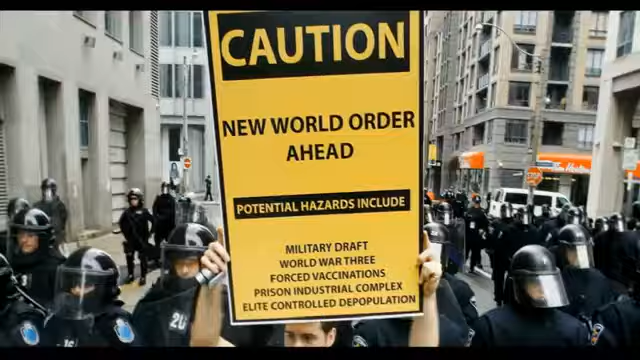 CAUTION
NEW WORLD ORDER
AHEAD
POTENTIAL HAZARDS INCLUDE
MILITARY DRAFT
WORLD WAR THREE
FORCED VACCINATIONS
PRISON INDUSTRIAL COMPLEX
ELITE CONTROLLED DEPOPULATION
20